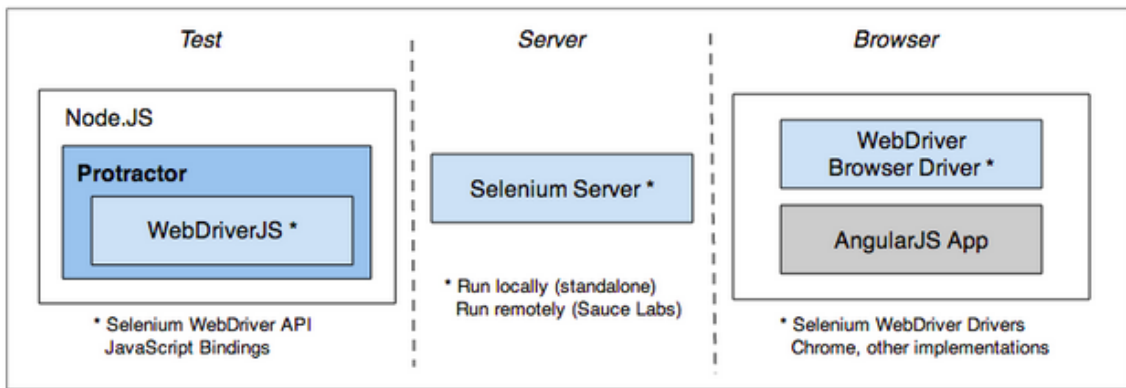 Test
Server
Browser
Node.JS
Protractor
WebDriverJS *
* Selenium WebDriver API
JavaScript Bindings
Selenium Server *
* Run locally (standalone)
Run remotely (Sauce Labs)
WebDriver
Browser Driver *
AngularJS App
* Selenium WebDriver Drivers
Chrome, other implementations